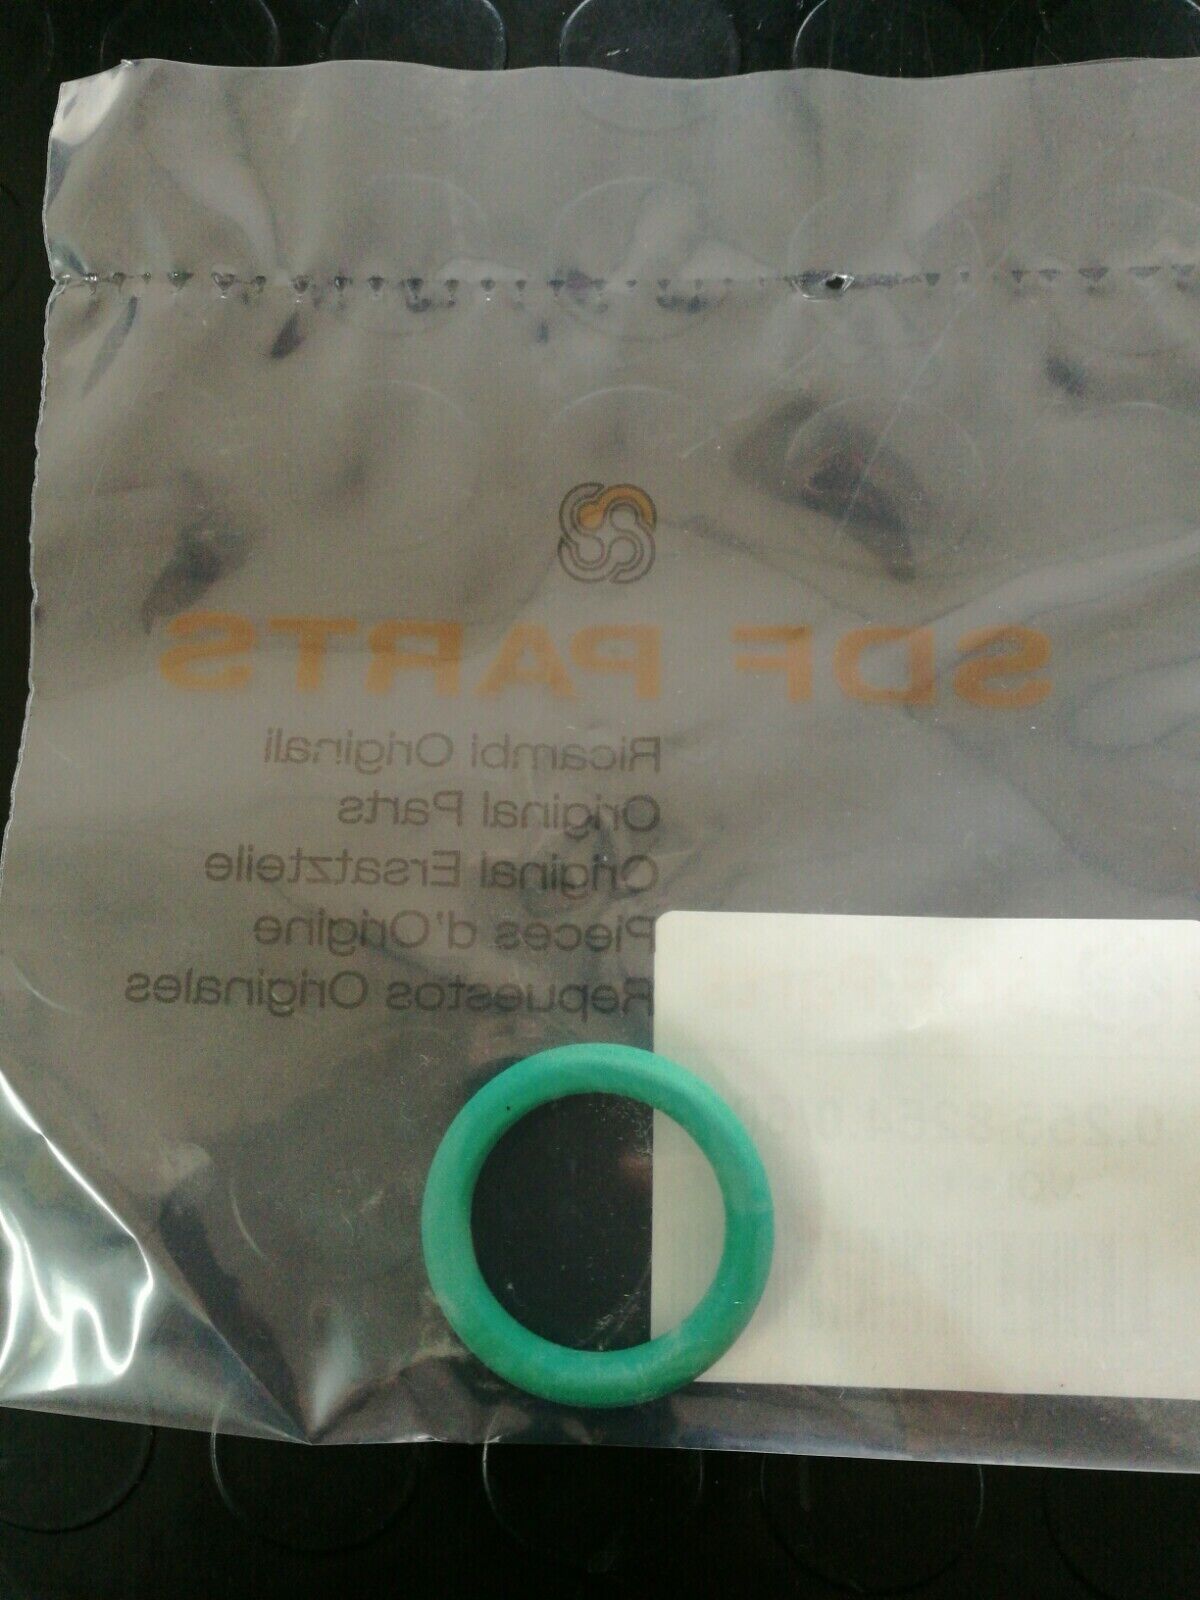 SDF PARTS
Ricambi Originali
Original Parts
Original Ersatzteile
Pieces d'Origine
Repuestos Originales